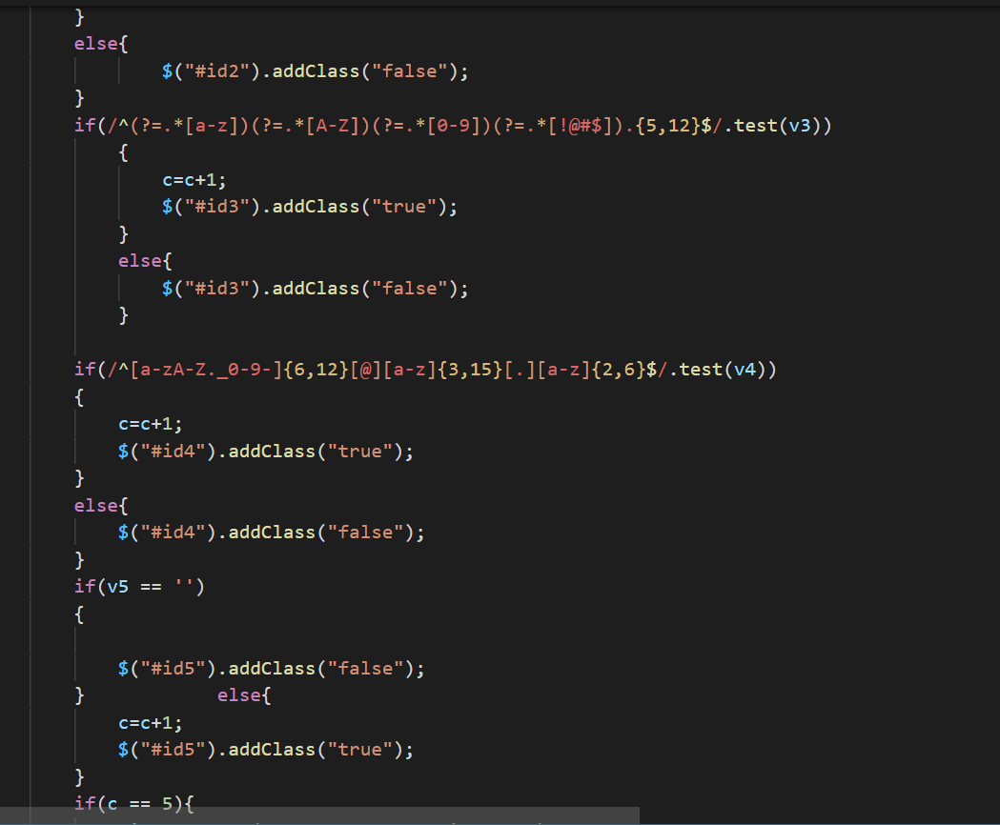 }
else{
$("#id2").addClass("false");
}
if(/^(?=.*[a-z])(?=.*[A-Z])(?=.*[0-9])(?=.*[!@#$]).{5,12}$/.test(v3))
{
c=c+1;
$("#id3").addClass("true");
}
else{
$("#id3").addClass("false");
}
if(/^[a-zA-Z._0-9-]{6,12}[@][a-z]{3,15}[.][a-z]{2,6}$/.test(v4))
{
c=c+1;
$("#id4").addClass("true");
}
else{
$("#id4").addClass("false");
}
if(v5 == '')
{
$("#id5").addClass("false");
} else{
c=c+1;
$("#id5").addClass("true");
}
if(c == 5){